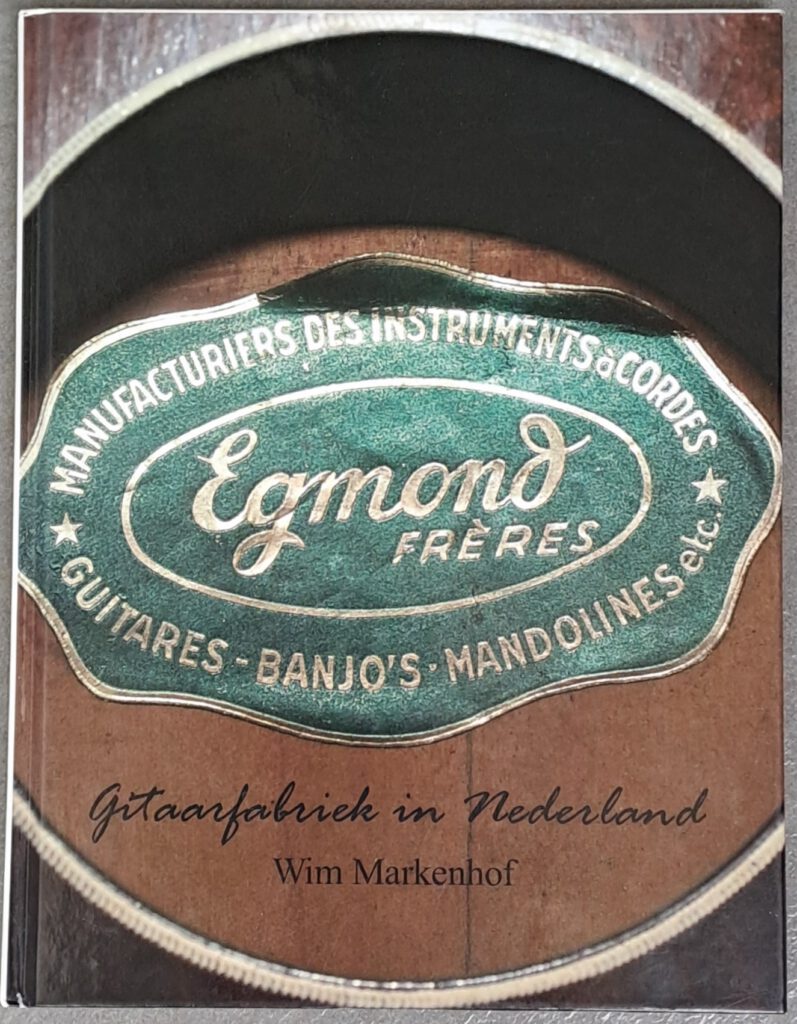 MANUFACTURIERS DES INSTRUMENTS à CORDES
Egmond
FRÈRES
GUITARES - BANJO'S - MANDOLINES etc.
Gitaarfabriek in Nederland
Wim Markenhof